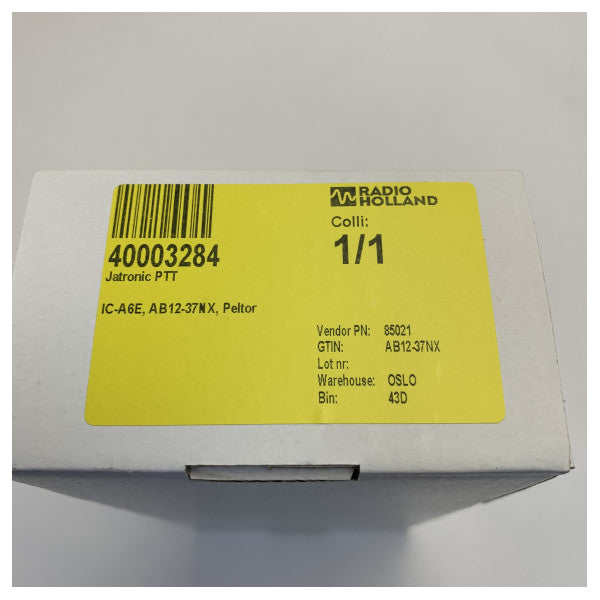 RADIO
HOLLAND
Colli:
1/1
40003284
Jatronic PTT
IC-A6E, AB12-37NX, Peltor
Vendor PN: 85021
GTIN: AB12-37NX
Lot nr:
Warehouse: OSLO
Bin: 43D